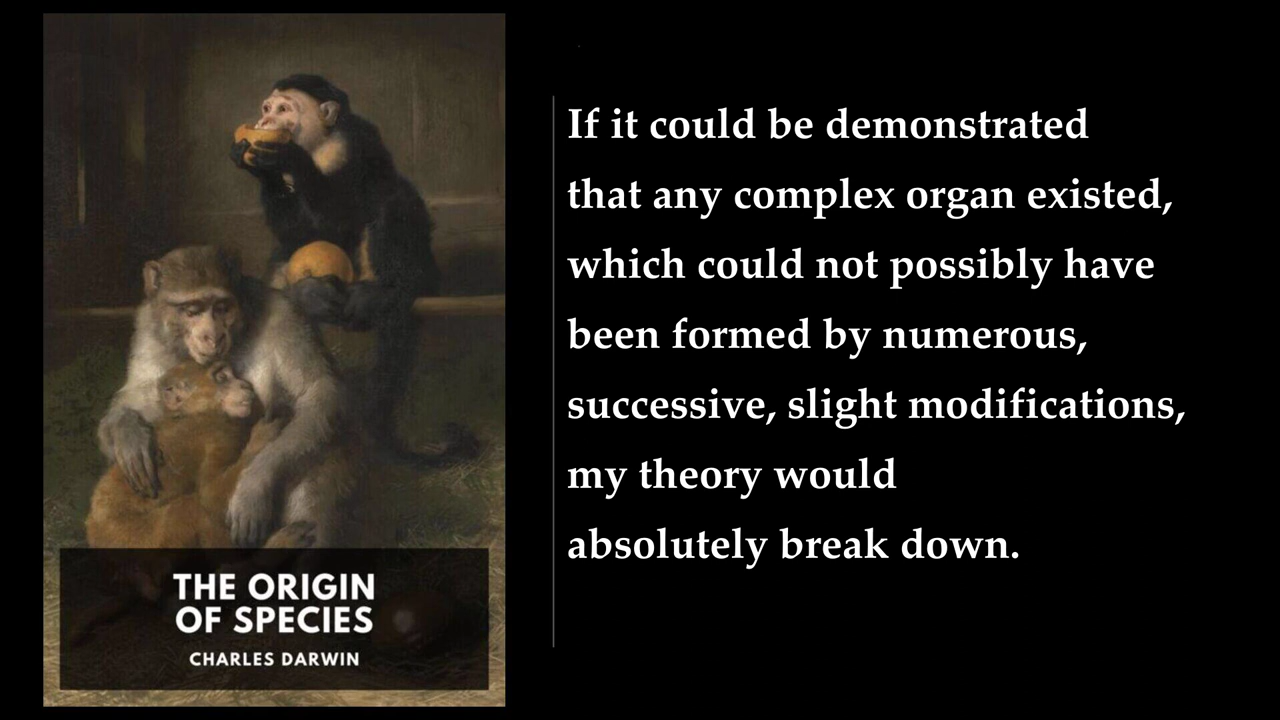 THE ORIGIN
OF SPECIES
CHARLES DARWIN
If it could be demonstrated
that any complex organ existed,
which could not possibly have
been formed by numerous,
successive, slight modifications,
my theory would
absolutely break down.